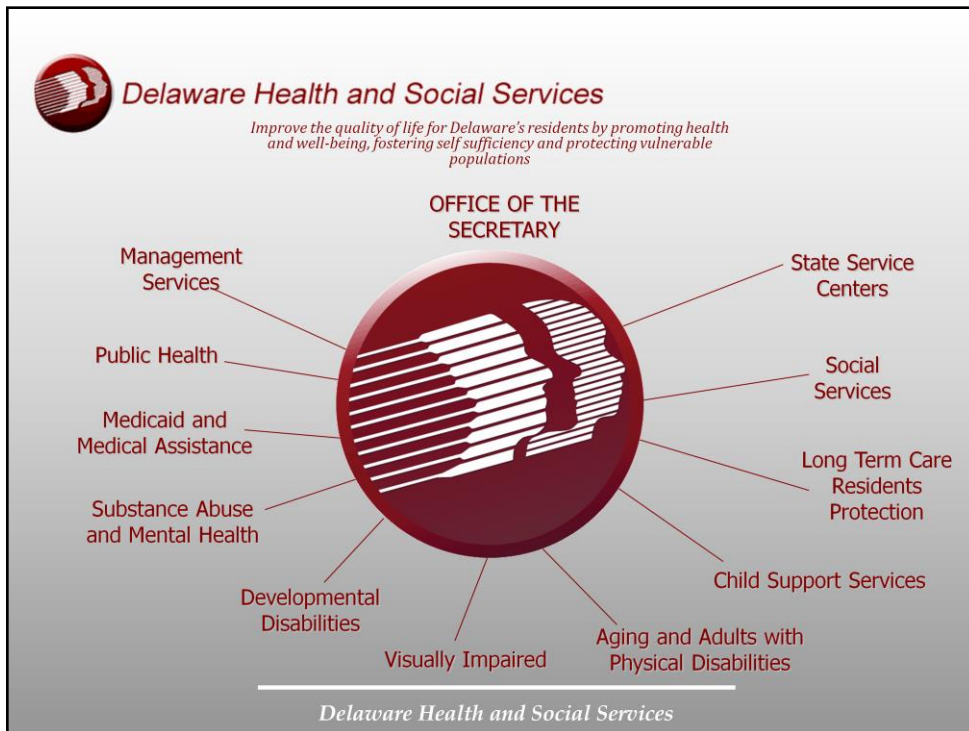 Delaware Health and Social Services
Improve the quality of life for Delaware's residents by promoting health
and well-being, fostering self sufficiency and protecting vulnerable
populations
OFFICE OF THE
SECRETARY
Management
Services
Public Health
Medicaid and
Medical Assistance
Substance Abuse
and Mental Health
Developmental
Disabilities
Visually Impaired
Aging and Adults with
Physical Disabilities
Child Support Services
Long Term Care
Residents
Protection
Social
Services
State Service
Centers
Delaware Health and Social Services